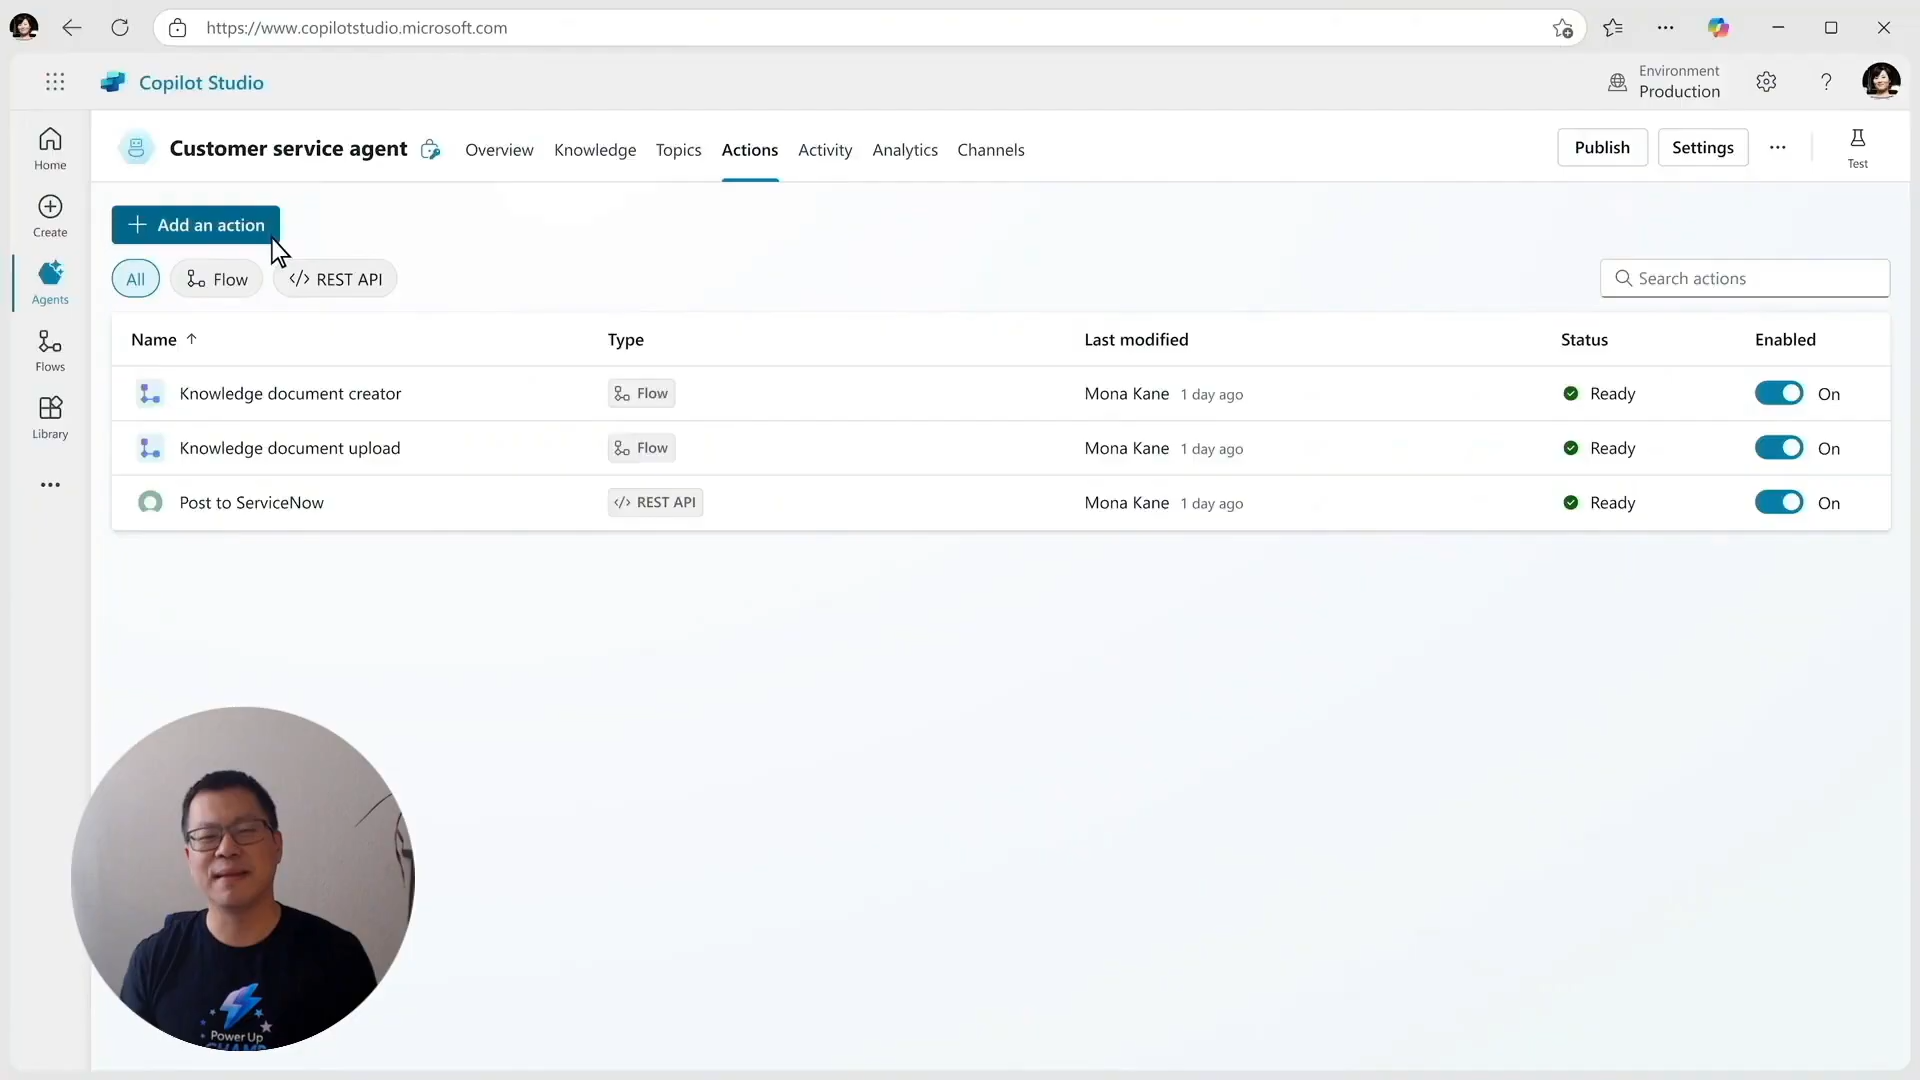 https://www.copilotstudio.microsoft.com
Copilot Studio
Environment
Production
?
Home
Create
Agents
Flows
Library
Customer service agent
Overview Knowledge Topics Actions Activity Analytics Channels
Publish Settings
Test
Add an action
All Flow </> REST API
Search actions
Name ↑ Type Last modified Status Enabled
Knowledge document creator Flow Mona Kane 1 day ago Ready On
Knowledge document upload Flow Mona Kane 1 day ago Ready On
Post to ServiceNow </> REST API Mona Kane 1 day ago Ready On
Power Up
CHAMP